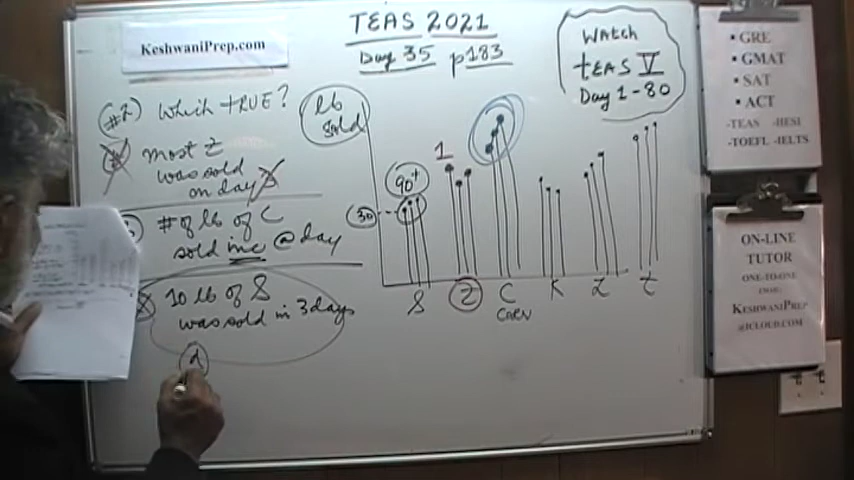 TEAS 2021
Day 35 p183
KeshwaniPrep.com
Watch
tEAS V
Day 1-80
(#2) Which tRUE?
lb
sold
most Z
was sold
on day
# of lb of C
sold inc @ day
10 lb of S
was sold in 3 days
d
30
90+
1
S
Z
C
K
Z
t
CORN
• GRE
• GMAT
• SAT
• ACT
-TEAS -HESI
-TOEFL -IELTS
ON-LINE
TUTOR
ONE-TO-ONE
KESHWANIPREP
@ICLOUD.COM